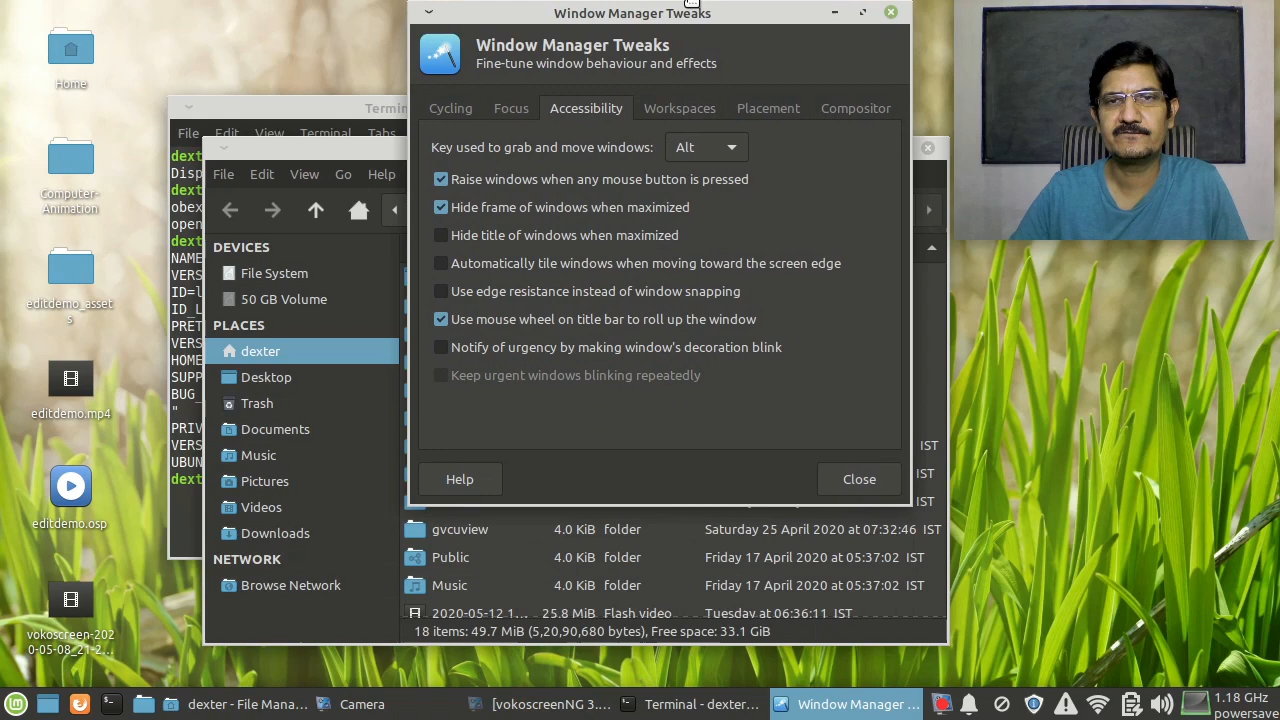 Window Manager Tweaks
Window Manager Tweaks
Fine-tune window behaviour and effects
Cycling Focus Accessibility Workspaces Placement Compositor
Key used to grab and move windows: Alt
Raise windows when any mouse button is pressed
Hide frame of windows when maximized
Hide title of windows when maximized
Automatically tile windows when moving toward the screen edge
Use edge resistance instead of window snapping
Use mouse wheel on title bar to roll up the window
Notify of urgency by making window's decoration blink
Keep urgent windows blinking repeatedly
Help Close
Home
Computer-
Animation
editdemo_asset
s
editdemo.mp4
editdemo.osp
vokoscreen-202
0-05-08_21-2...
Termin
File Edit View Terminal Tabs
dext
Disp
dext
obex
open
dext
NAME
VERS
ID=l
ID_L
PRET
VERS
HOME
SUPP
BUG_
"
PRIV
VERS
UBUN
dext
File Edit View Go Help
DEVICES
File System
50 GB Volume
PLACES
dexter
Desktop
Trash
Documents
Music
Pictures
Videos
Downloads
NETWORK
Browse Network
IST
IST
IST
gvcuview 4.0 KiB folder Saturday 25 April 2020 at 07:32:46 IST
Public 4.0 KiB folder Friday 17 April 2020 at 05:37:02 IST
Music 4.0 KiB folder Friday 17 April 2020 at 05:37:02 IST
2020-05-12 1... 25.8 MiB Flash video Tuesday at 06:36:11 IST
18 items: 49.7 MiB (5,20,90,680 bytes), Free space: 33.1 GiB
dexter - File Mana... Camera [vokoscreenNG 3.... Terminal - dexter... Window Manager ... 1.18 GHz
powersave